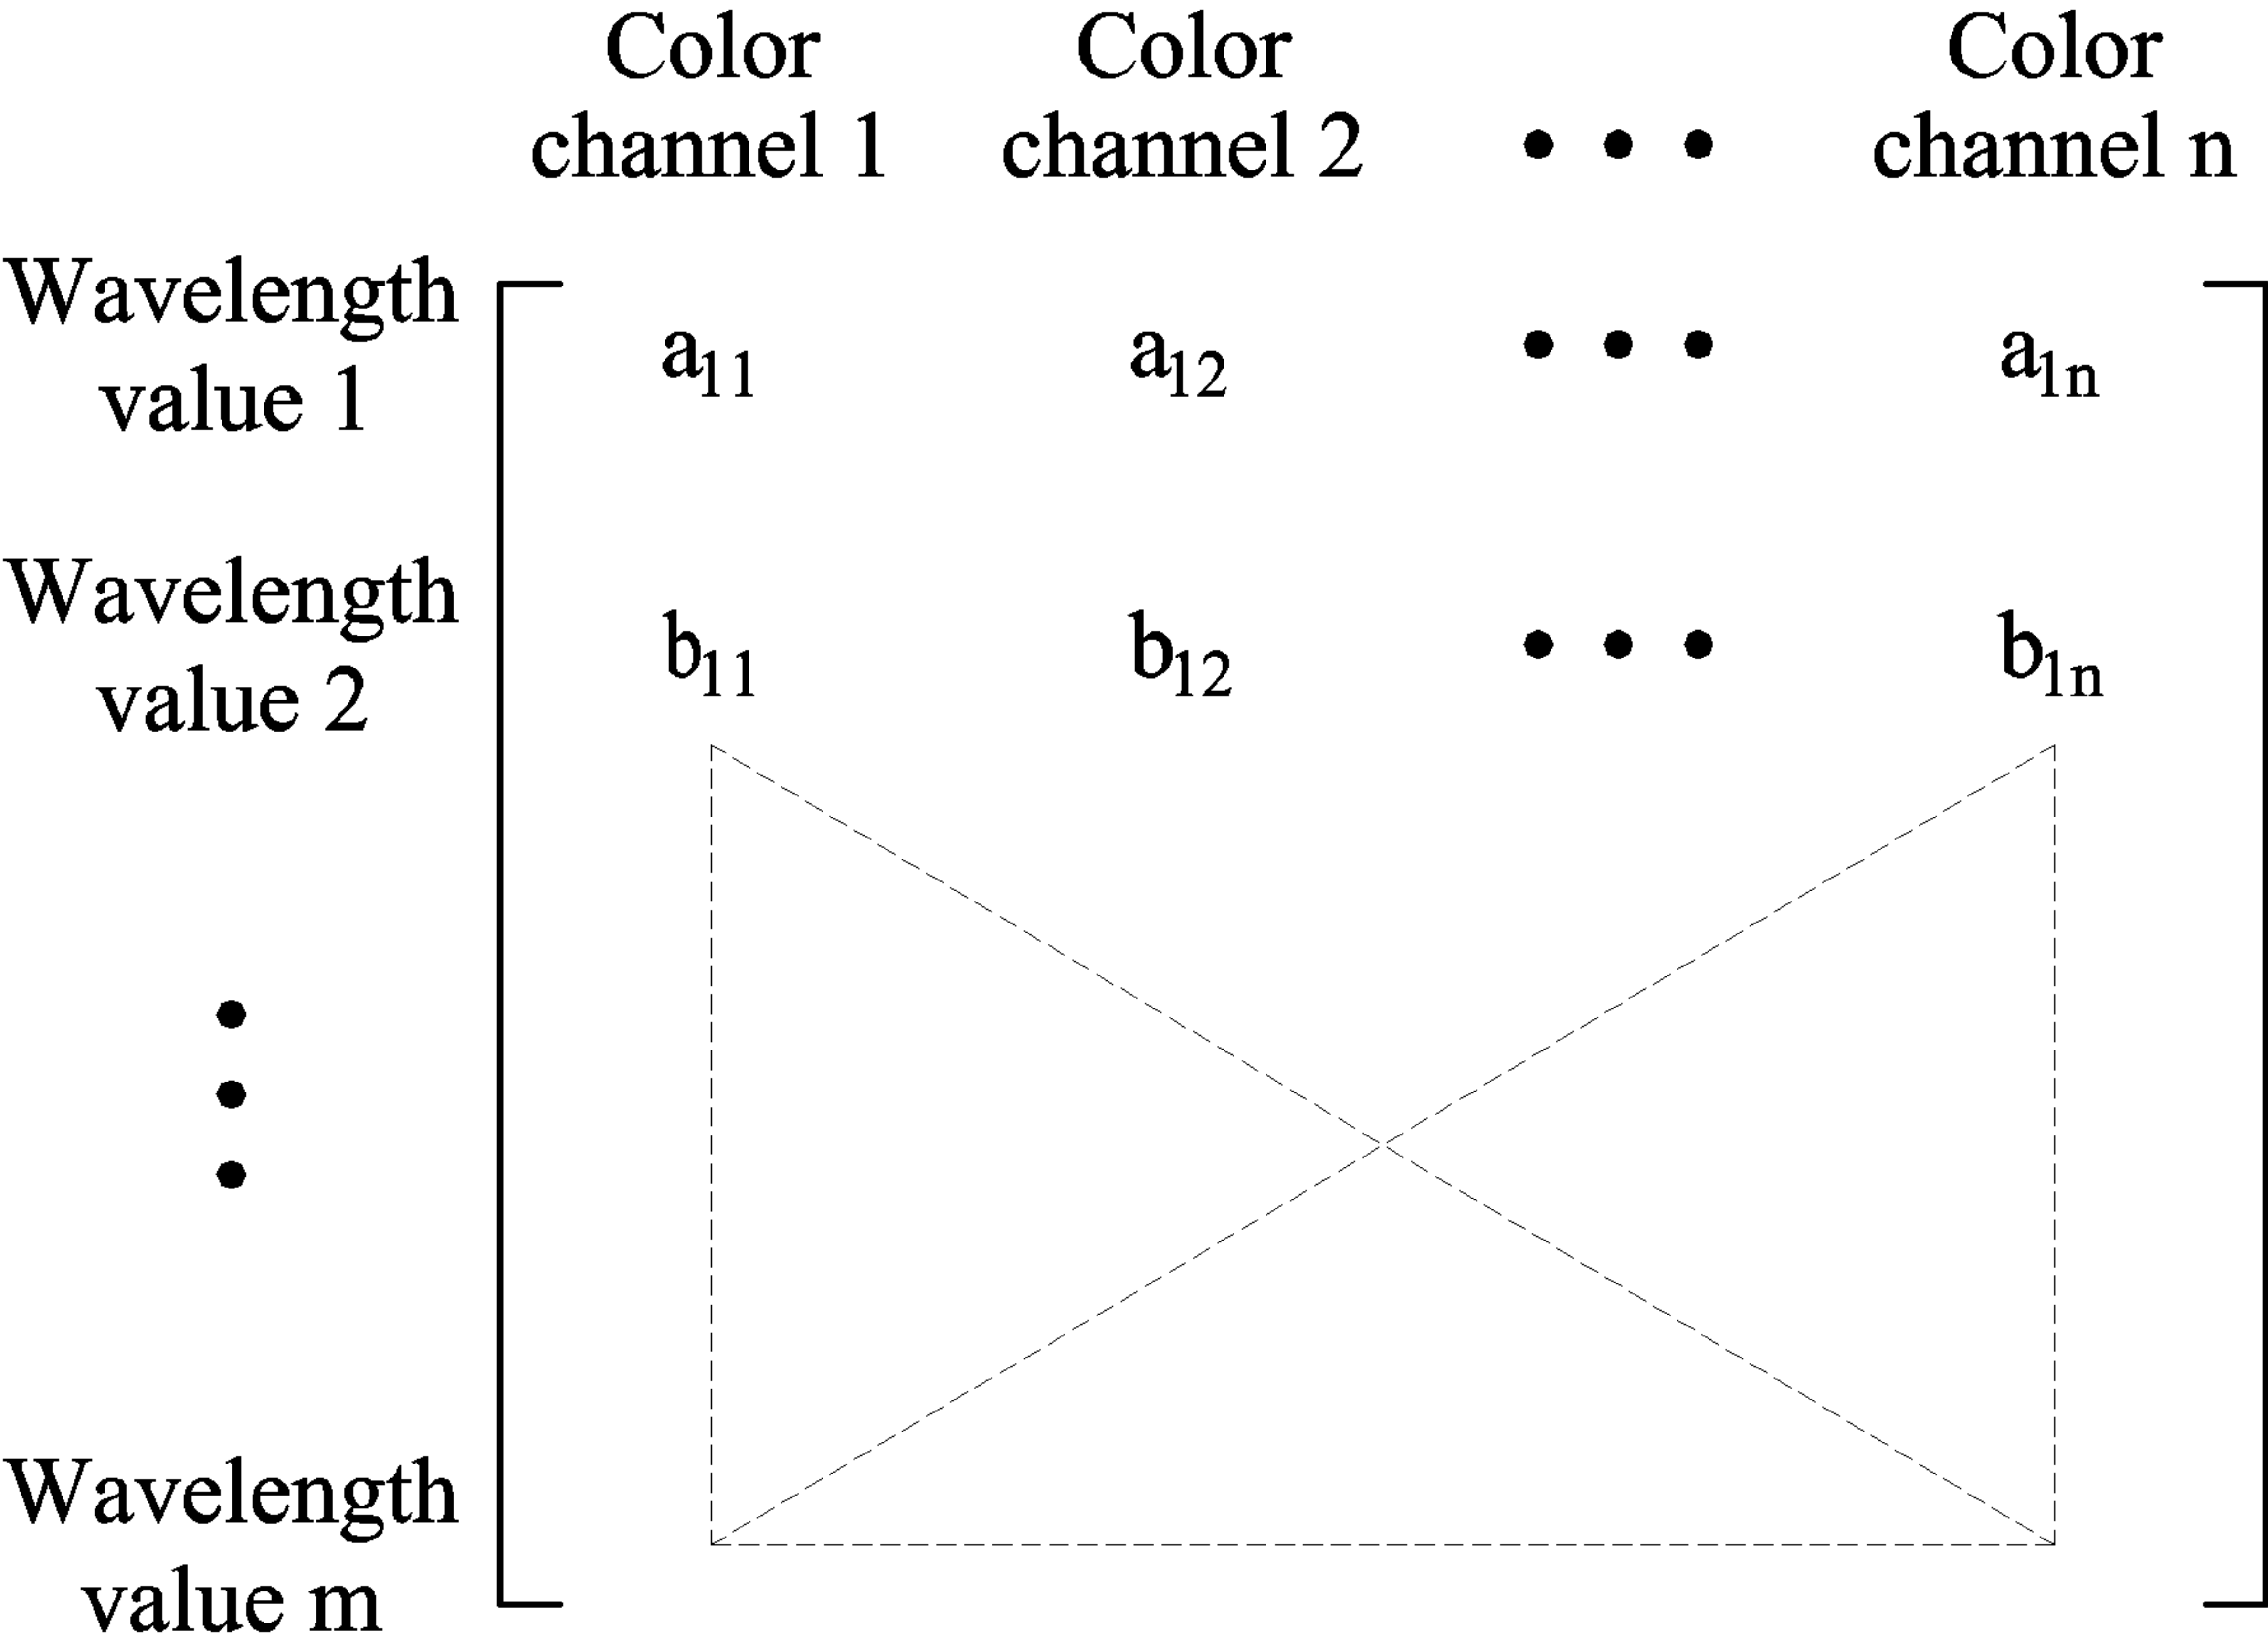 Color Color Color
channel 1 channel 2 • • • channel n
Wavelength
value 1
a₁₁ a₁₂ • • • a₁ₙ
Wavelength
value 2
b₁₁ b₁₂ • • • b₁ₙ
•
•
•
Wavelength
value m